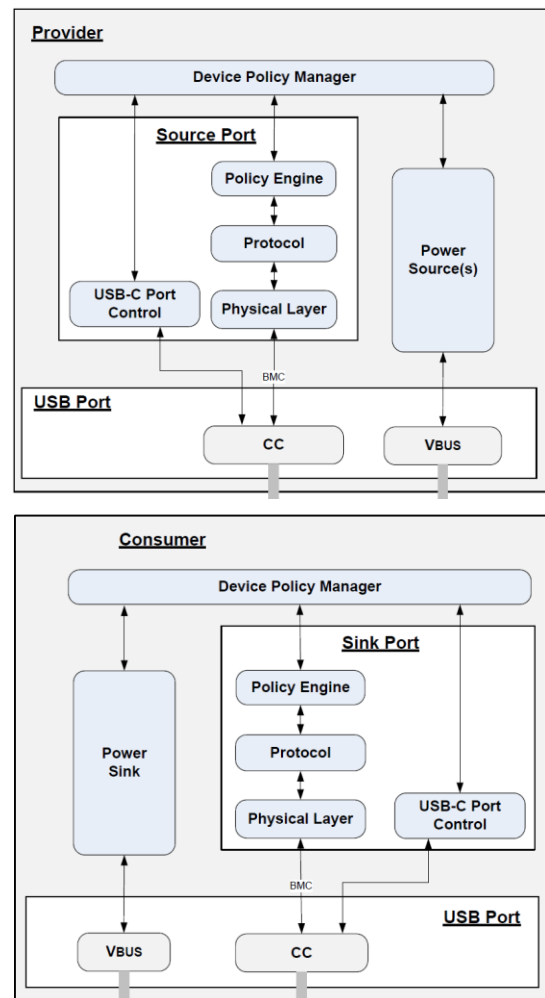 Provider
Device Policy Manager
Source Port
Policy Engine
Protocol
Power
Source(s)
USB-C Port
Control
Physical Layer
BMC
USB Port
CC
VBUS
Consumer
Device Policy Manager
Sink Port
Policy Engine
Power
Sink
Protocol
Physical Layer
USB-C Port
Control
BMC
USB Port
VBUS
CC